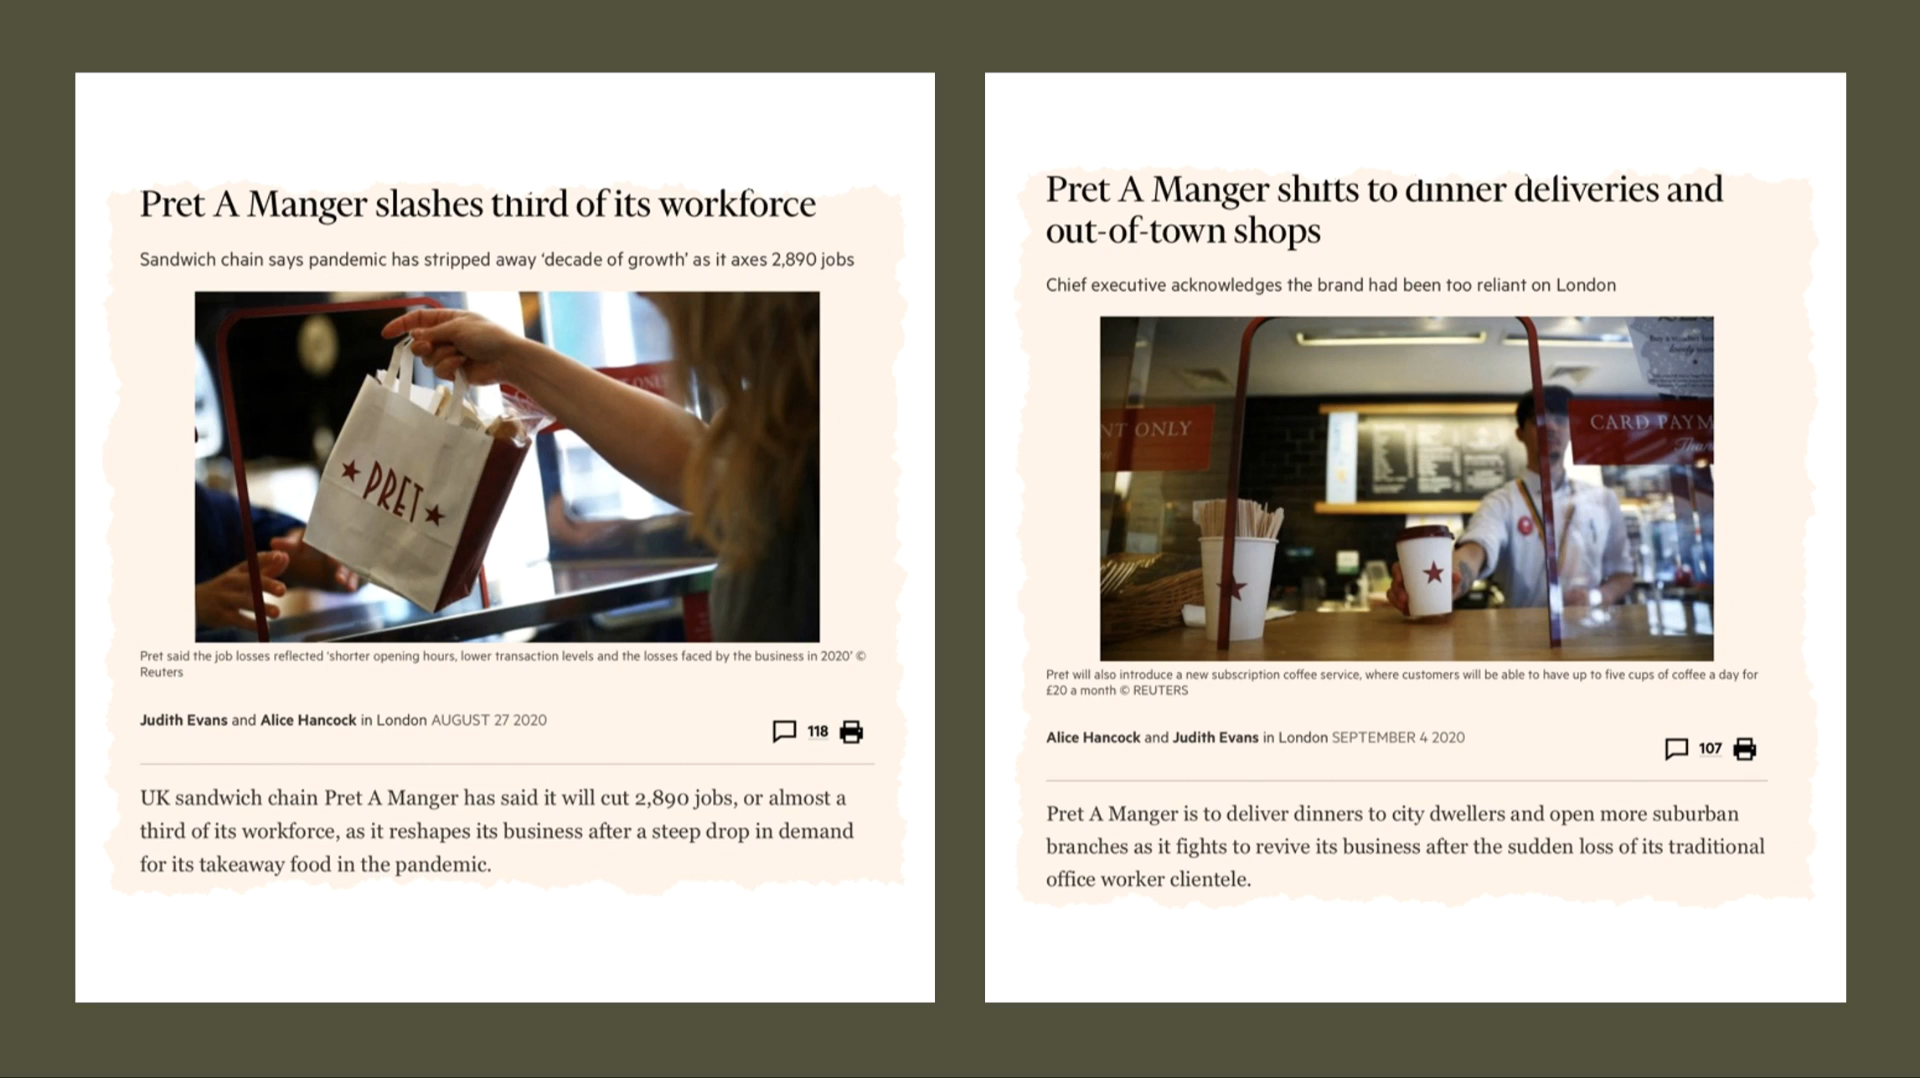 Pret A Manger slashes third of its workforce
Sandwich chain says pandemic has stripped away ‘decade of growth’ as it axes 2,890 jobs
ONLY
★ PRET ★
Pret said the job losses reflected ‘shorter opening hours, lower transaction levels and the losses faced by the business in 2020’ ©
Reuters
Judith Evans and Alice Hancock in London AUGUST 27 2020
118
UK sandwich chain Pret A Manger has said it will cut 2,890 jobs, or almost a
third of its workforce, as it reshapes its business after a steep drop in demand
for its takeaway food in the pandemic.
Pret A Manger shifts to dinner deliveries and
out-of-town shops
Chief executive acknowledges the brand had been too reliant on London
NT ONLY
CARD PAYM
Pret will also introduce a new subscription coffee service, where customers will be able to have up to five cups of coffee a day for
£20 a month © REUTERS
Alice Hancock and Judith Evans in London SEPTEMBER 4 2020
107
Pret A Manger is to deliver dinners to city dwellers and open more suburban
branches as it fights to revive its business after the sudden loss of its traditional
office worker clientele.